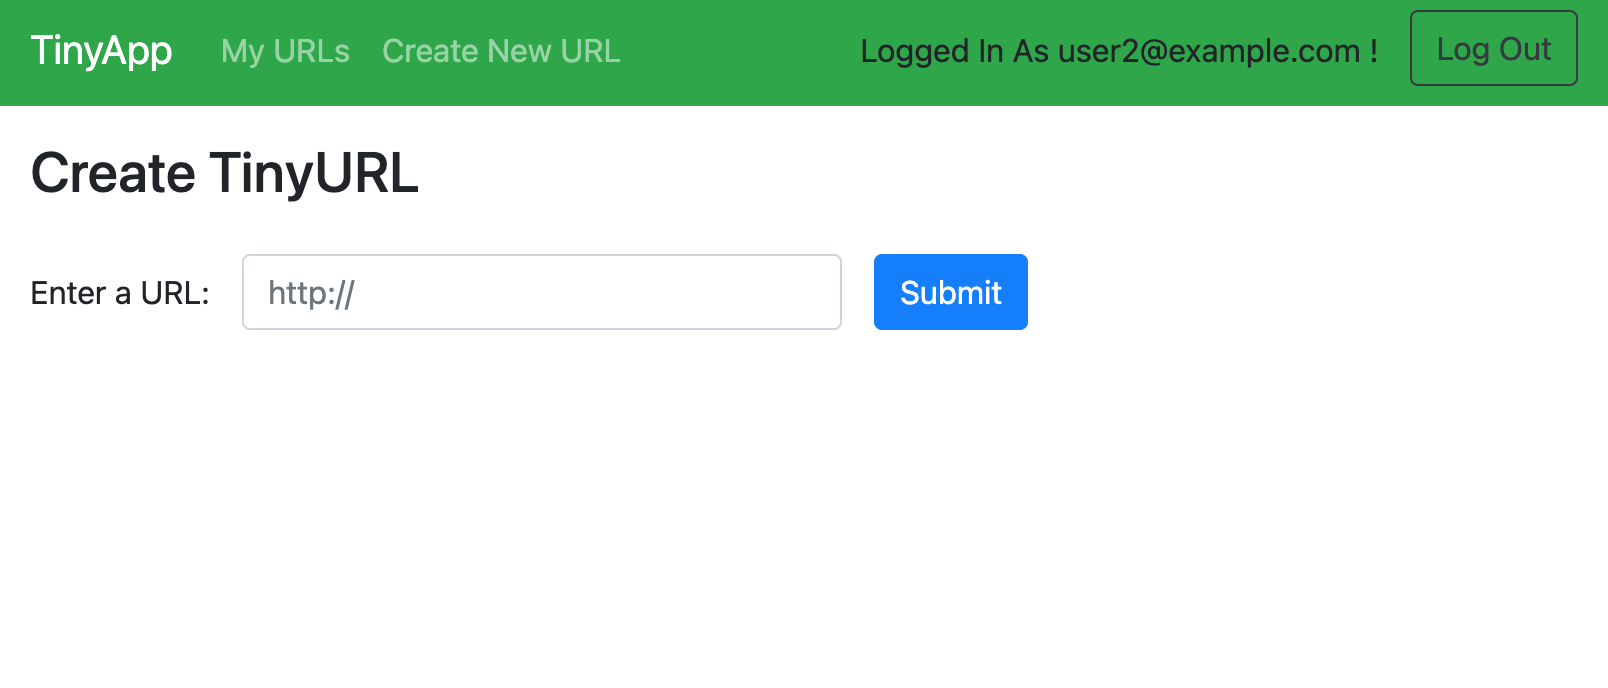 TinyApp My URLs Create New URL Logged In As user2@example.com ! Log Out
Create TinyURL
Enter a URL: http:// Submit